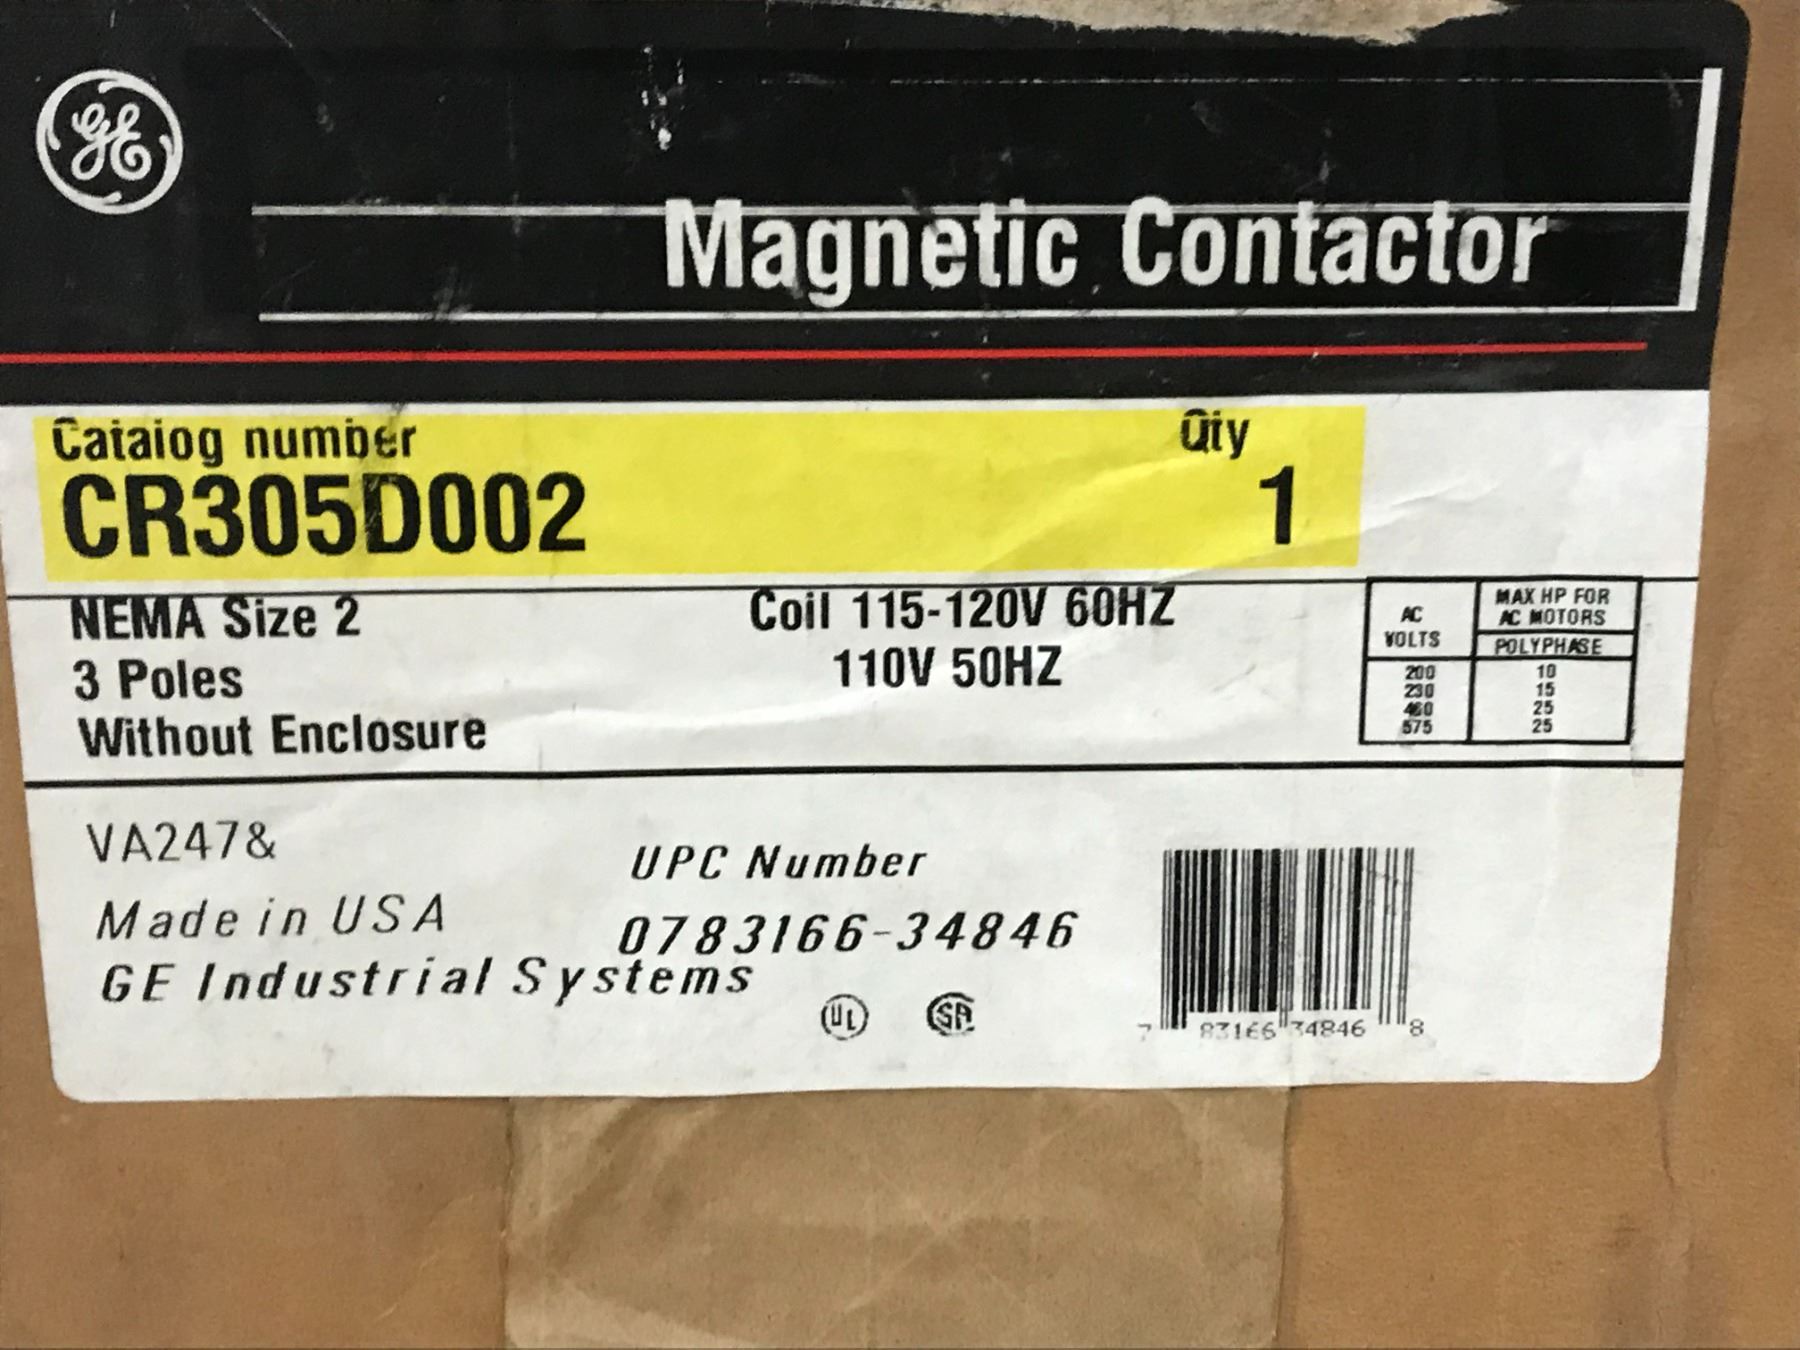 GE
Magnetic Contactor
Catalog number Qty
CR305D002 1
NEMA Size 2
3 Poles
Without Enclosure
Coil 115-120V 60HZ
110V 50HZ
AC VOLTS MAX HP FOR AC MOTORS
POLYPHASE
200 10
230 15
460 25
575 25
VA247&
Made in USA
GE Industrial Systems
UPC Number
0783166-34846
UL
SA
7 83166 34846 8